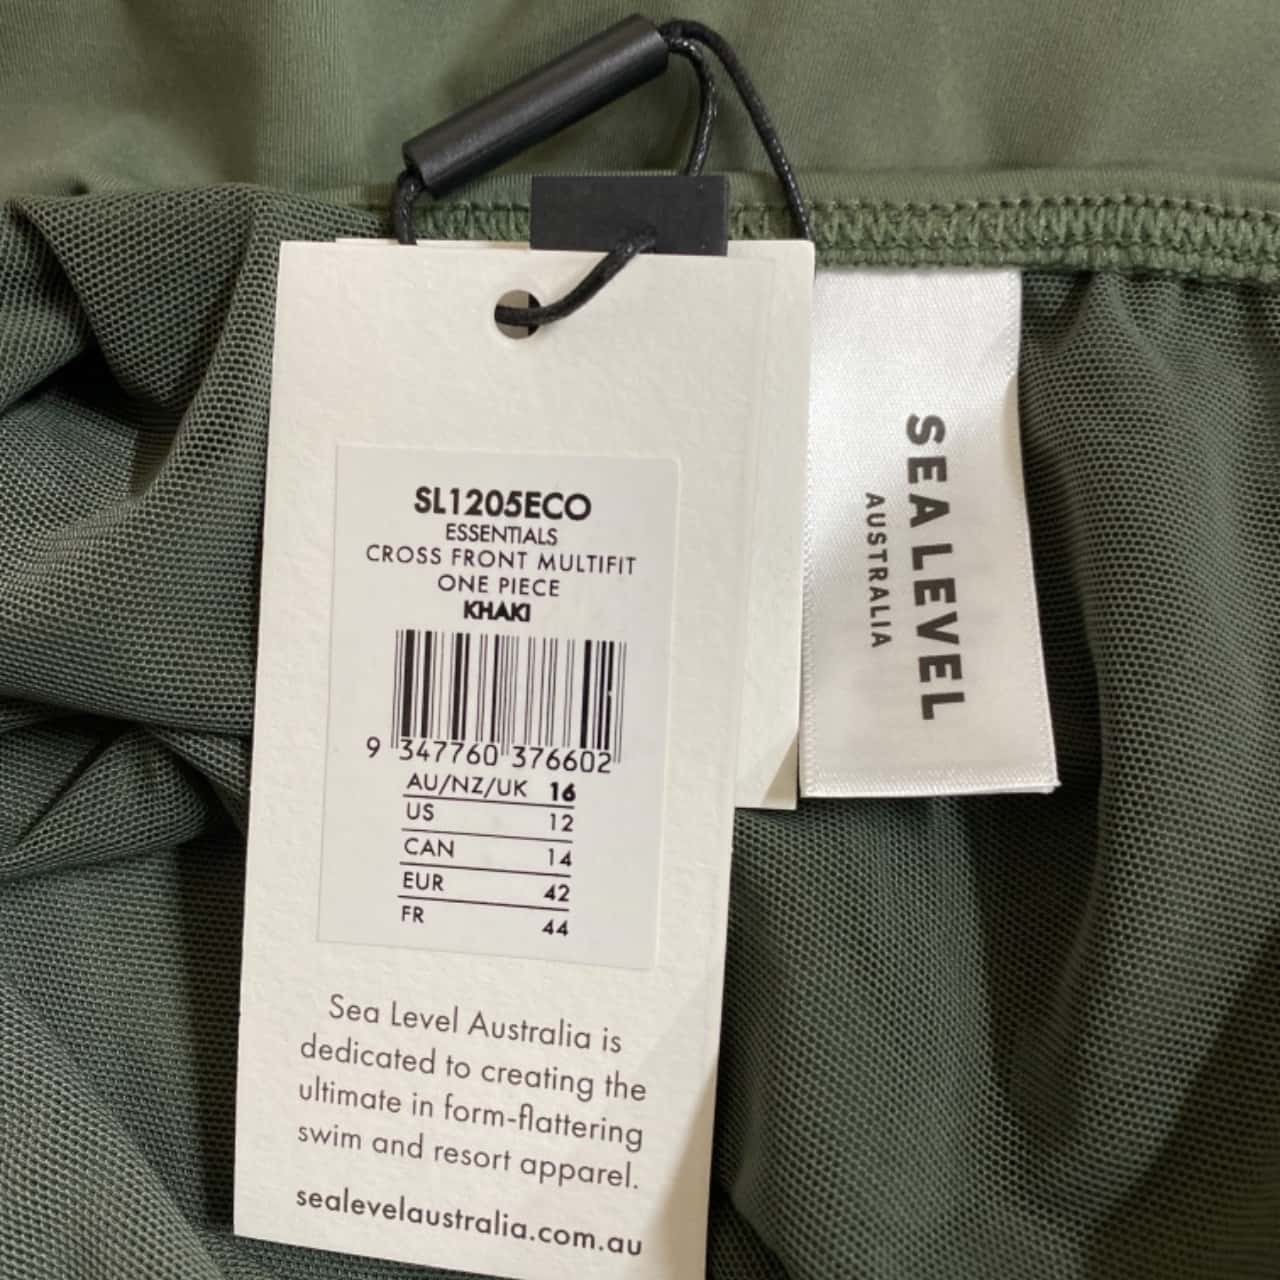 SL1205ECO
ESSENTIALS
CROSS FRONT MULTIFIT
ONE PIECE
KHAKI
9 347760 376602
AU/NZ/UK 16
US 12
CAN 14
EUR 42
FR 44
Sea Level Australia is
dedicated to creating the
ultimate in form-flattering
swim and resort apparel.
sealevelaustralia.com.au
SEA LEVEL
AUSTRALIA